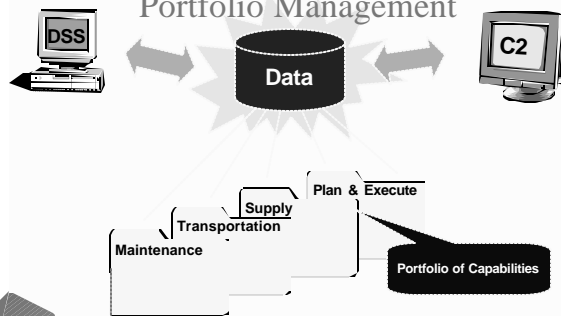 Portfolio Management
DSS
Data
C2
Plan & Execute
Supply
Transportation
Maintenance
Portfolio of Capabilities